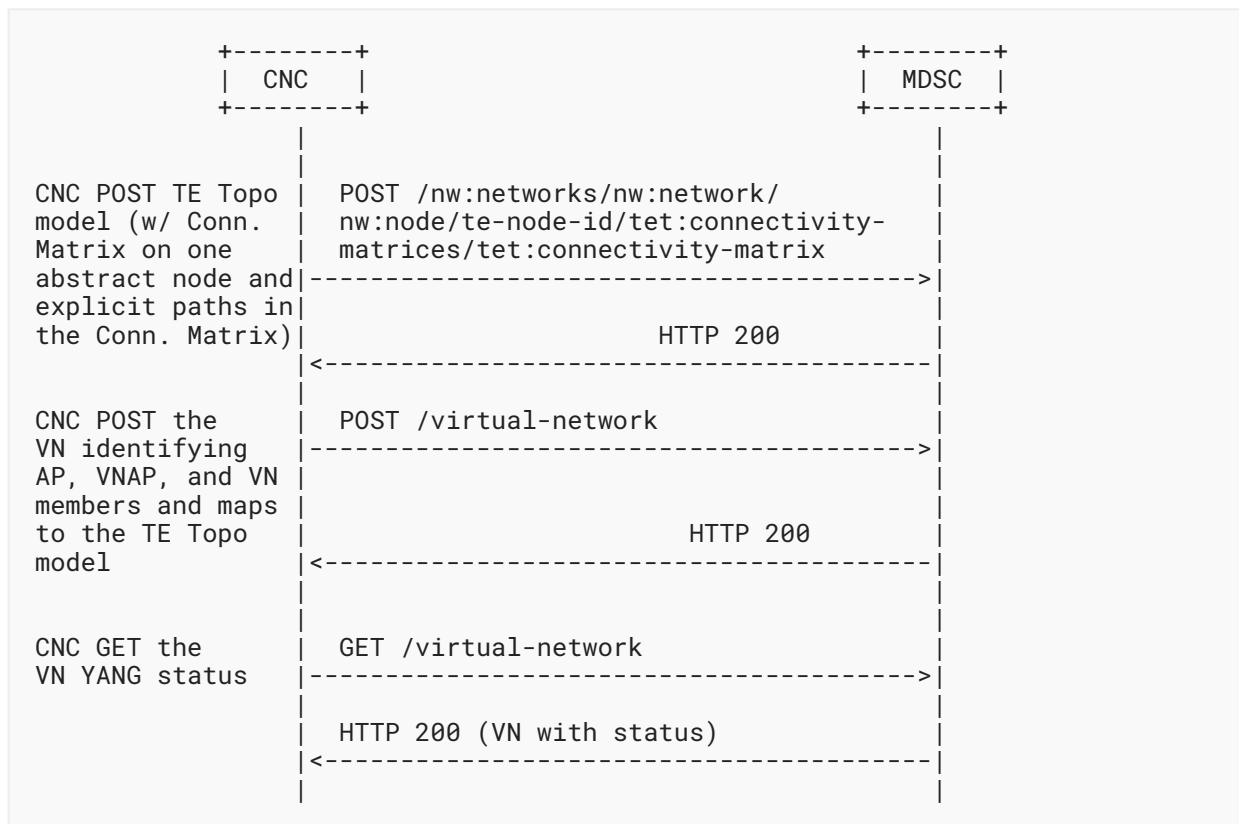 CNC MDSC
CNC POST TE Topo POST /nw:networks/nw:network/
model (w/ Conn. nw:node/te-node-id/tet:connectivity-
Matrix on one matrices/tet:connectivity-matrix
abstract node and
explicit paths in
the Conn. Matrix) HTTP 200
CNC POST the POST /virtual-network
VN identifying
AP, VNAP, and VN
members and maps
to the TE Topo HTTP 200
model
CNC GET the GET /virtual-network
VN YANG status
HTTP 200 (VN with status)